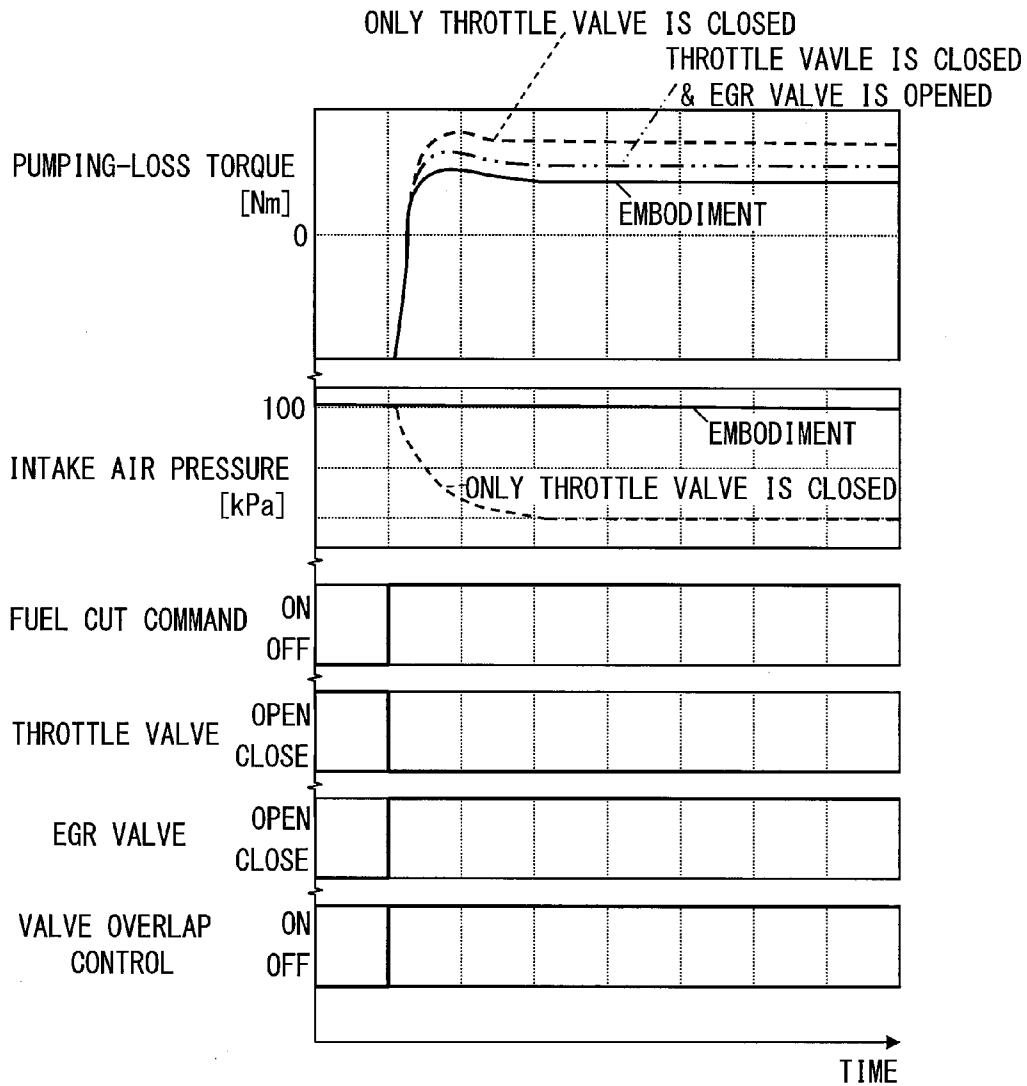 ONLY THROTTLE VALVE IS CLOSED
THROTTLE VAVLE IS CLOSED
& EGR VALVE IS OPENED
PUMPING-LOSS TORQUE
[Nm]
0
EMBODIMENT
100
EMBODIMENT
INTAKE AIR PRESSURE
[kPa]
ONLY THROTTLE VALVE IS CLOSED
FUEL CUT COMMAND
ON
OFF
THROTTLE VALVE
OPEN
CLOSE
EGR VALVE
OPEN
CLOSE
VALVE OVERLAP
CONTROL
ON
OFF
TIME